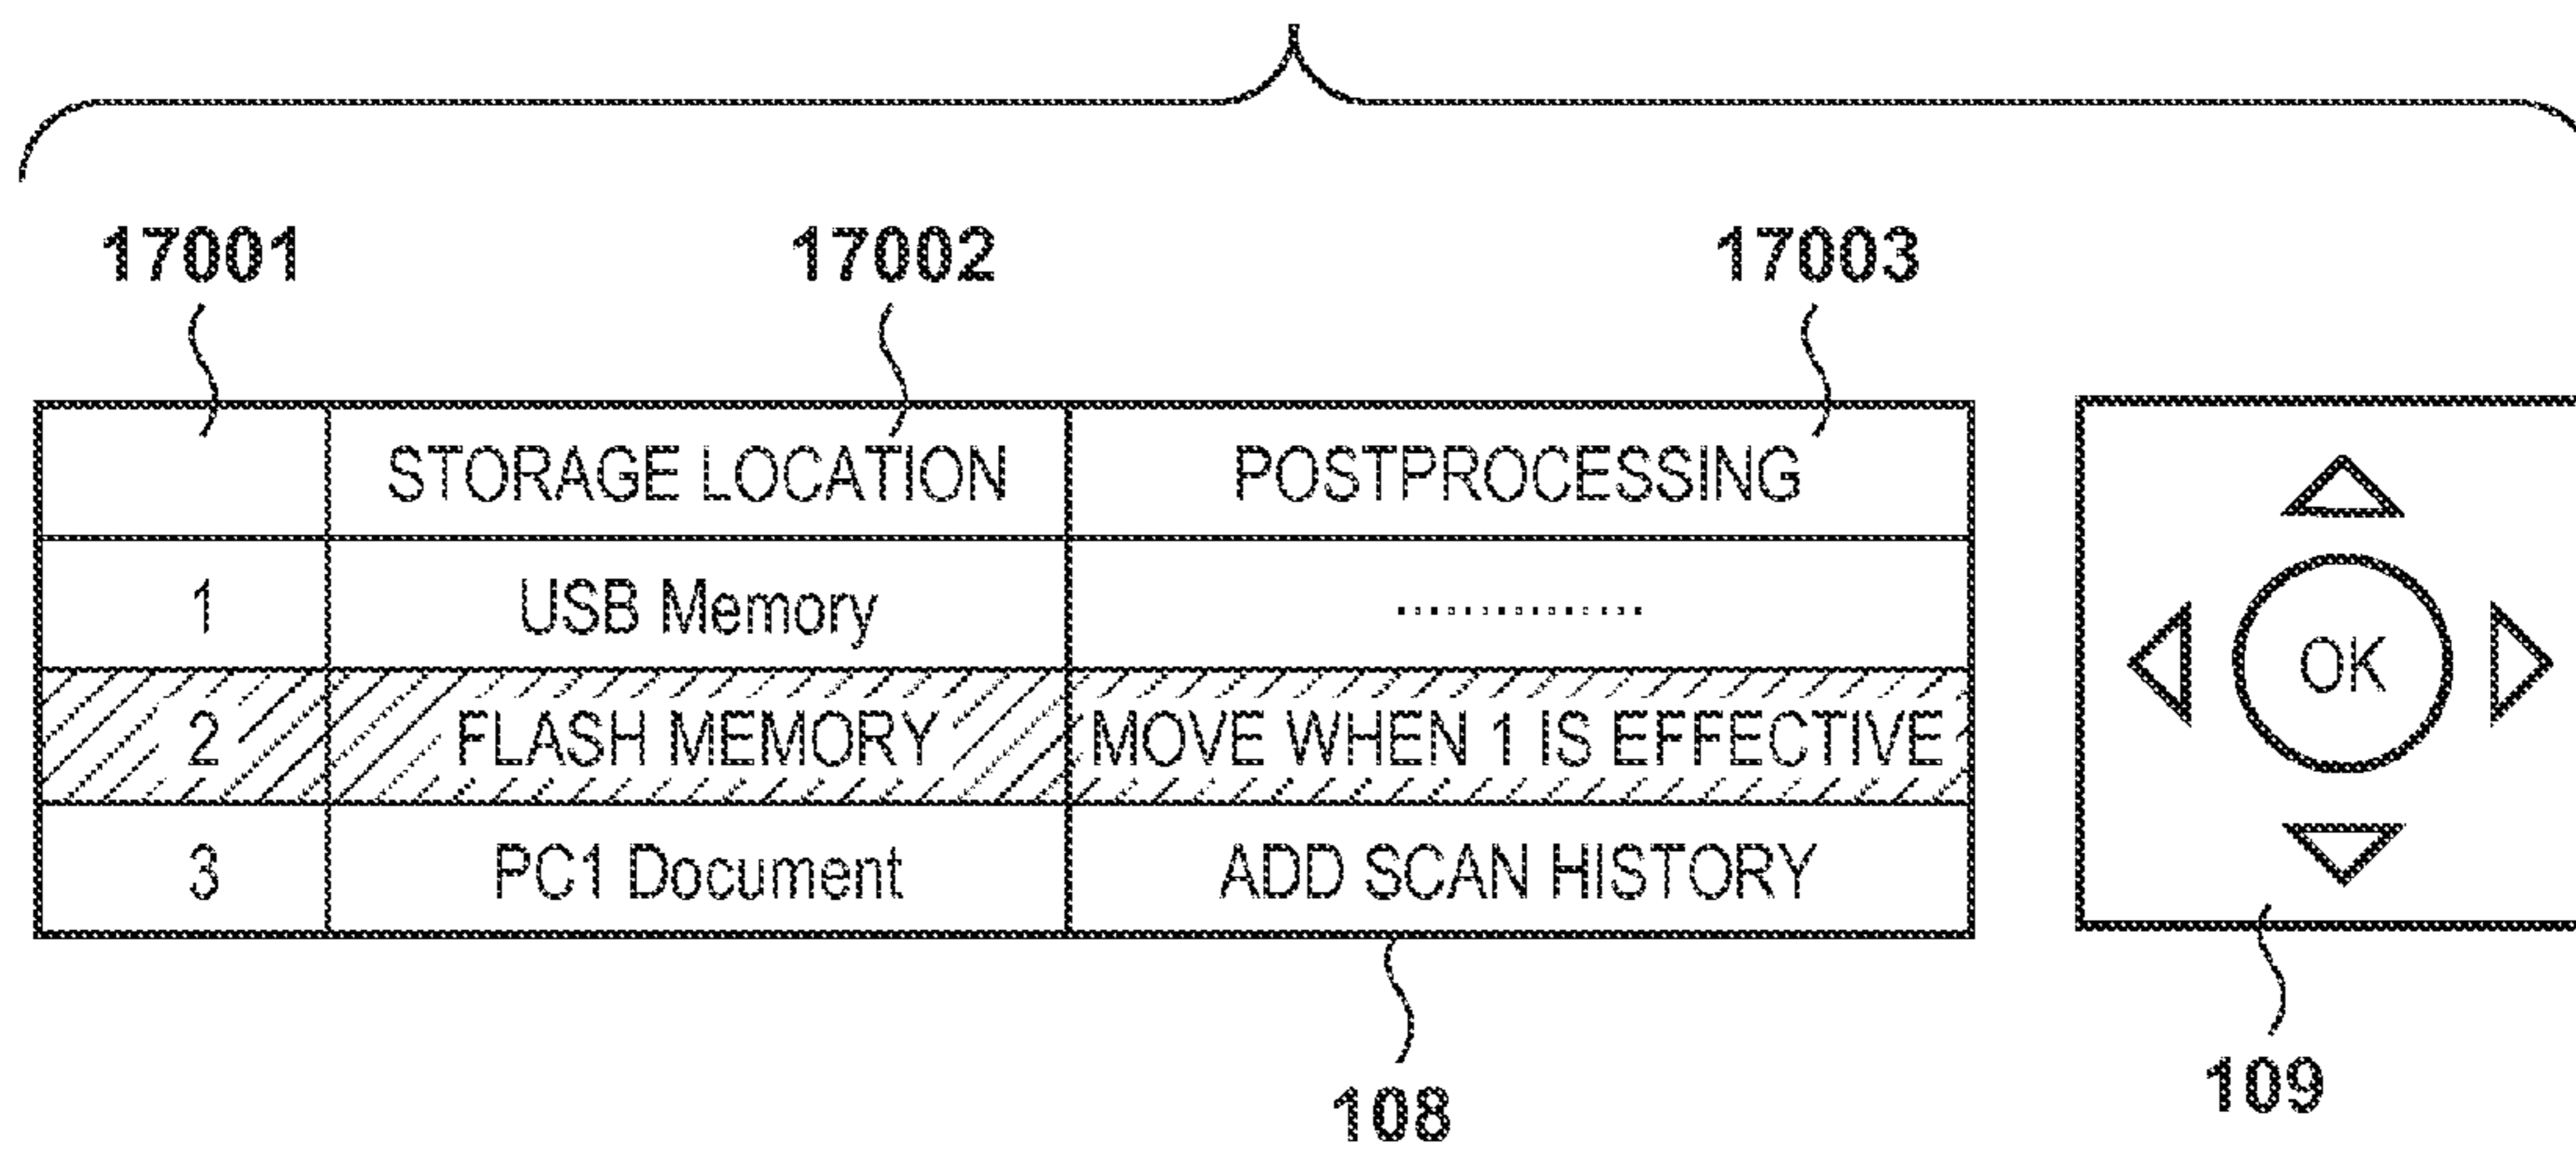 17001 17002 17003
STORAGE LOCATION POSTPROCESSING
1 USB Memory ...............
2 FLASH MEMORY MOVE WHEN 1 IS EFFECTIVE
OK
3 PC1 Document ADD SCAN HISTORY
108 109